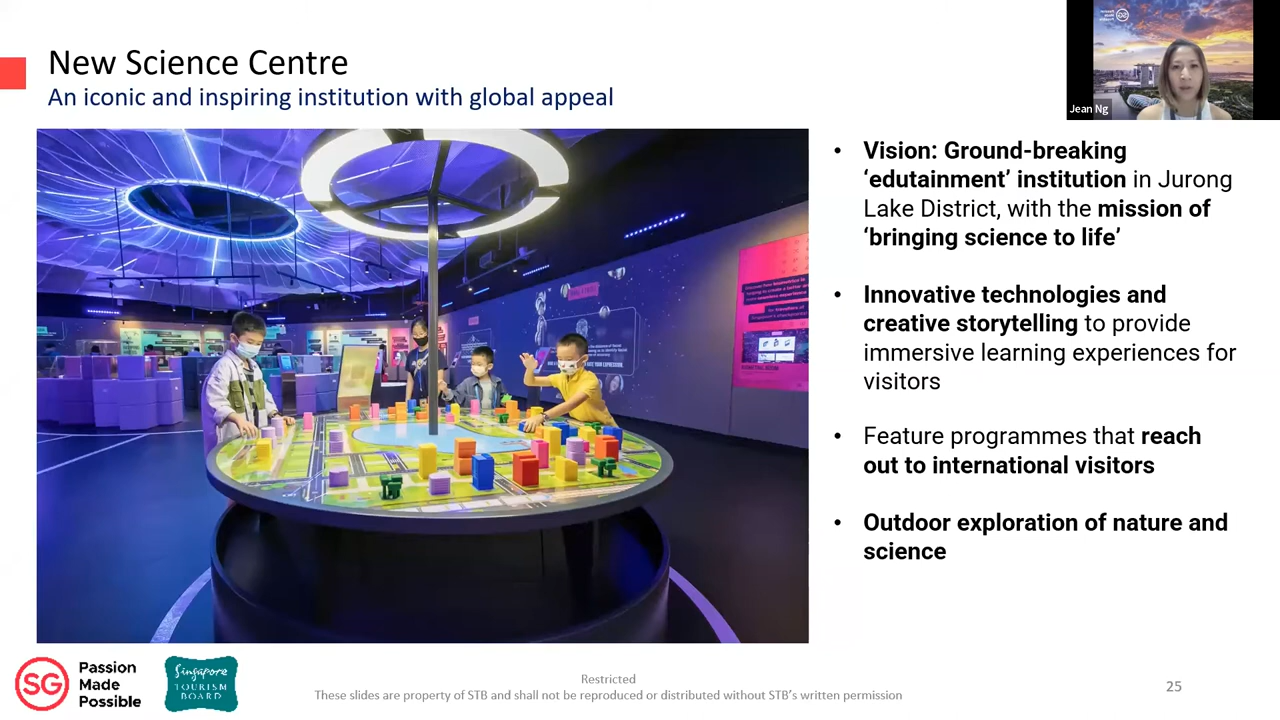 New Science Centre
An iconic and inspiring institution with global appeal
Jean Ng
• Vision: Ground-breaking
‘edutainment’ institution in Jurong
Lake District, with the mission of
‘bringing science to life’
• Innovative technologies and
creative storytelling to provide
immersive learning experiences for
visitors
• Feature programmes that reach
out to international visitors
• Outdoor exploration of nature and
science
SG
Passion
Made
Possible
Singapore
TOURISM
BOARD
Restricted
These slides are property of STB and shall not be reproduced or distributed without STB’s written permission
25